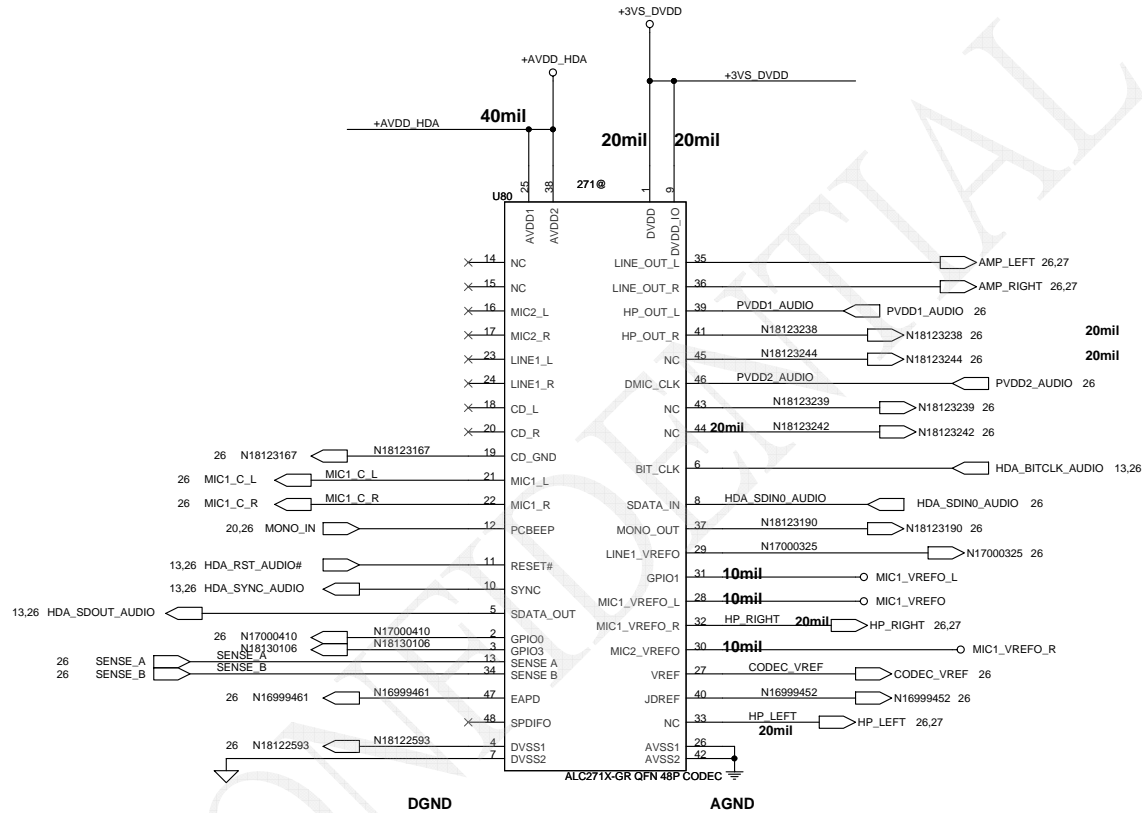 +3VS_DVDD
+AVDD_HDA
+3VS_DVDD
+AVDD_HDA 40mil
20mil 20mil
25 38 271@ 1 9
U80
AVDD1 AVDD2 DVDD DVDD_IO
14 NC LINE_OUT_L 35 AMP_LEFT 26,27
15 NC LINE_OUT_R 36 AMP_RIGHT 26,27
16 MIC2_L HP_OUT_L 39 PVDD1_AUDIO PVDD1_AUDIO 26
17 MIC2_R HP_OUT_R 41 N18123238 N18123238 26 20mil
23 LINE1_L NC 45 N18123244 N18123244 26 20mil
24 LINE1_R DMIC_CLK 46 PVDD2_AUDIO PVDD2_AUDIO 26
18 CD_L NC 43 N18123239 N18123239 26
20 CD_R NC 44 20mil N18123242 N18123242 26
26 N18123167 N18123167 19 CD_GND BIT_CLK 6 HDA_BITCLK_AUDIO 13,26
26 MIC1_C_L MIC1_C_L 21 MIC1_L
26 MIC1_C_R MIC1_C_R 22 MIC1_R SDATA_IN 8 HDA_SDIN0_AUDIO HDA_SDIN0_AUDIO 26
20,26 MONO_IN 12 PCBEEP MONO_OUT 37 N18123190 N18123190 26
LINE1_VREFO 29 N17000325 N17000325 26
13,26 HDA_RST_AUDIO# 11 RESET# GPIO1 31 10mil MIC1_VREFO_L
13,26 HDA_SYNC_AUDIO 10 SYNC MIC1_VREFO_L 28 10mil MIC1_VREFO
13,26 HDA_SDOUT_AUDIO 5 SDATA_OUT MIC1_VREFO_R 32 HP_RIGHT 20mil HP_RIGHT 26,27
26 N17000410 N17000410 2 GPIO0
N18130106 N18130106 3 GPIO3 MIC2_VREFO 30 10mil MIC1_VREFO_R
26 SENSE_A SENSE_A 13 SENSE A
26 SENSE_B SENSE_B 34 SENSE B VREF 27 CODEC_VREF CODEC_VREF 26
26 N16999461 N16999461 47 EAPD JDREF 40 N16999452 N16999452 26
48 SPDIFO NC 33 HP_LEFT HP_LEFT 26,27
20mil
26 N18122593 N18122593 4 DVSS1 AVSS1 26
7 DVSS2 AVSS2 42
ALC271X-GR QFN 48P CODEC
DGND AGND
ONFIDENTIAL